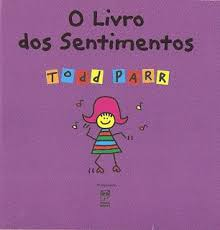 O Livro
dos Sentimentos
TODD PARR